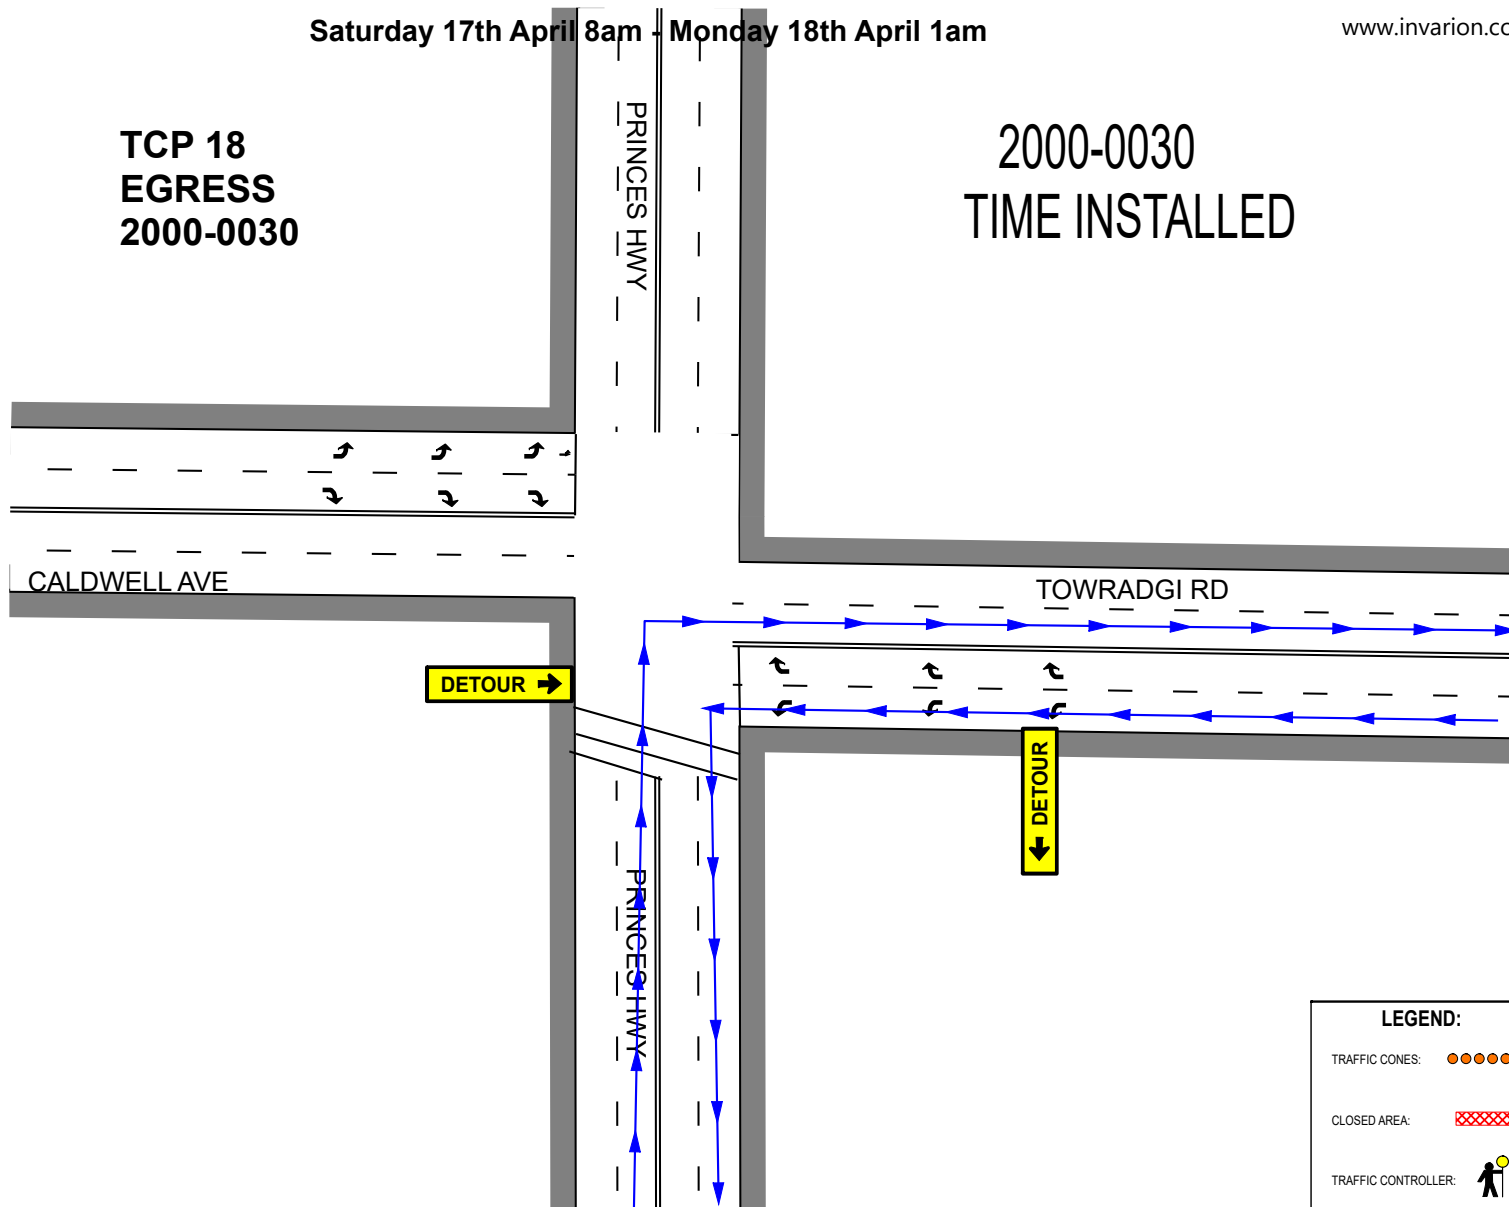 Saturday 17th April 8am - Monday 18th April 1am
www.invarion.co
TCP 18
EGRESS
2000-0030
PRINCES HWY
2000-0030
TIME INSTALLED
CALDWELL AVE
TOWRADGI RD
DETOUR
DETOUR
PRINCES HWY
LEGEND:
TRAFFIC CONES:
CLOSED AREA:
TRAFFIC CONTROLLER: